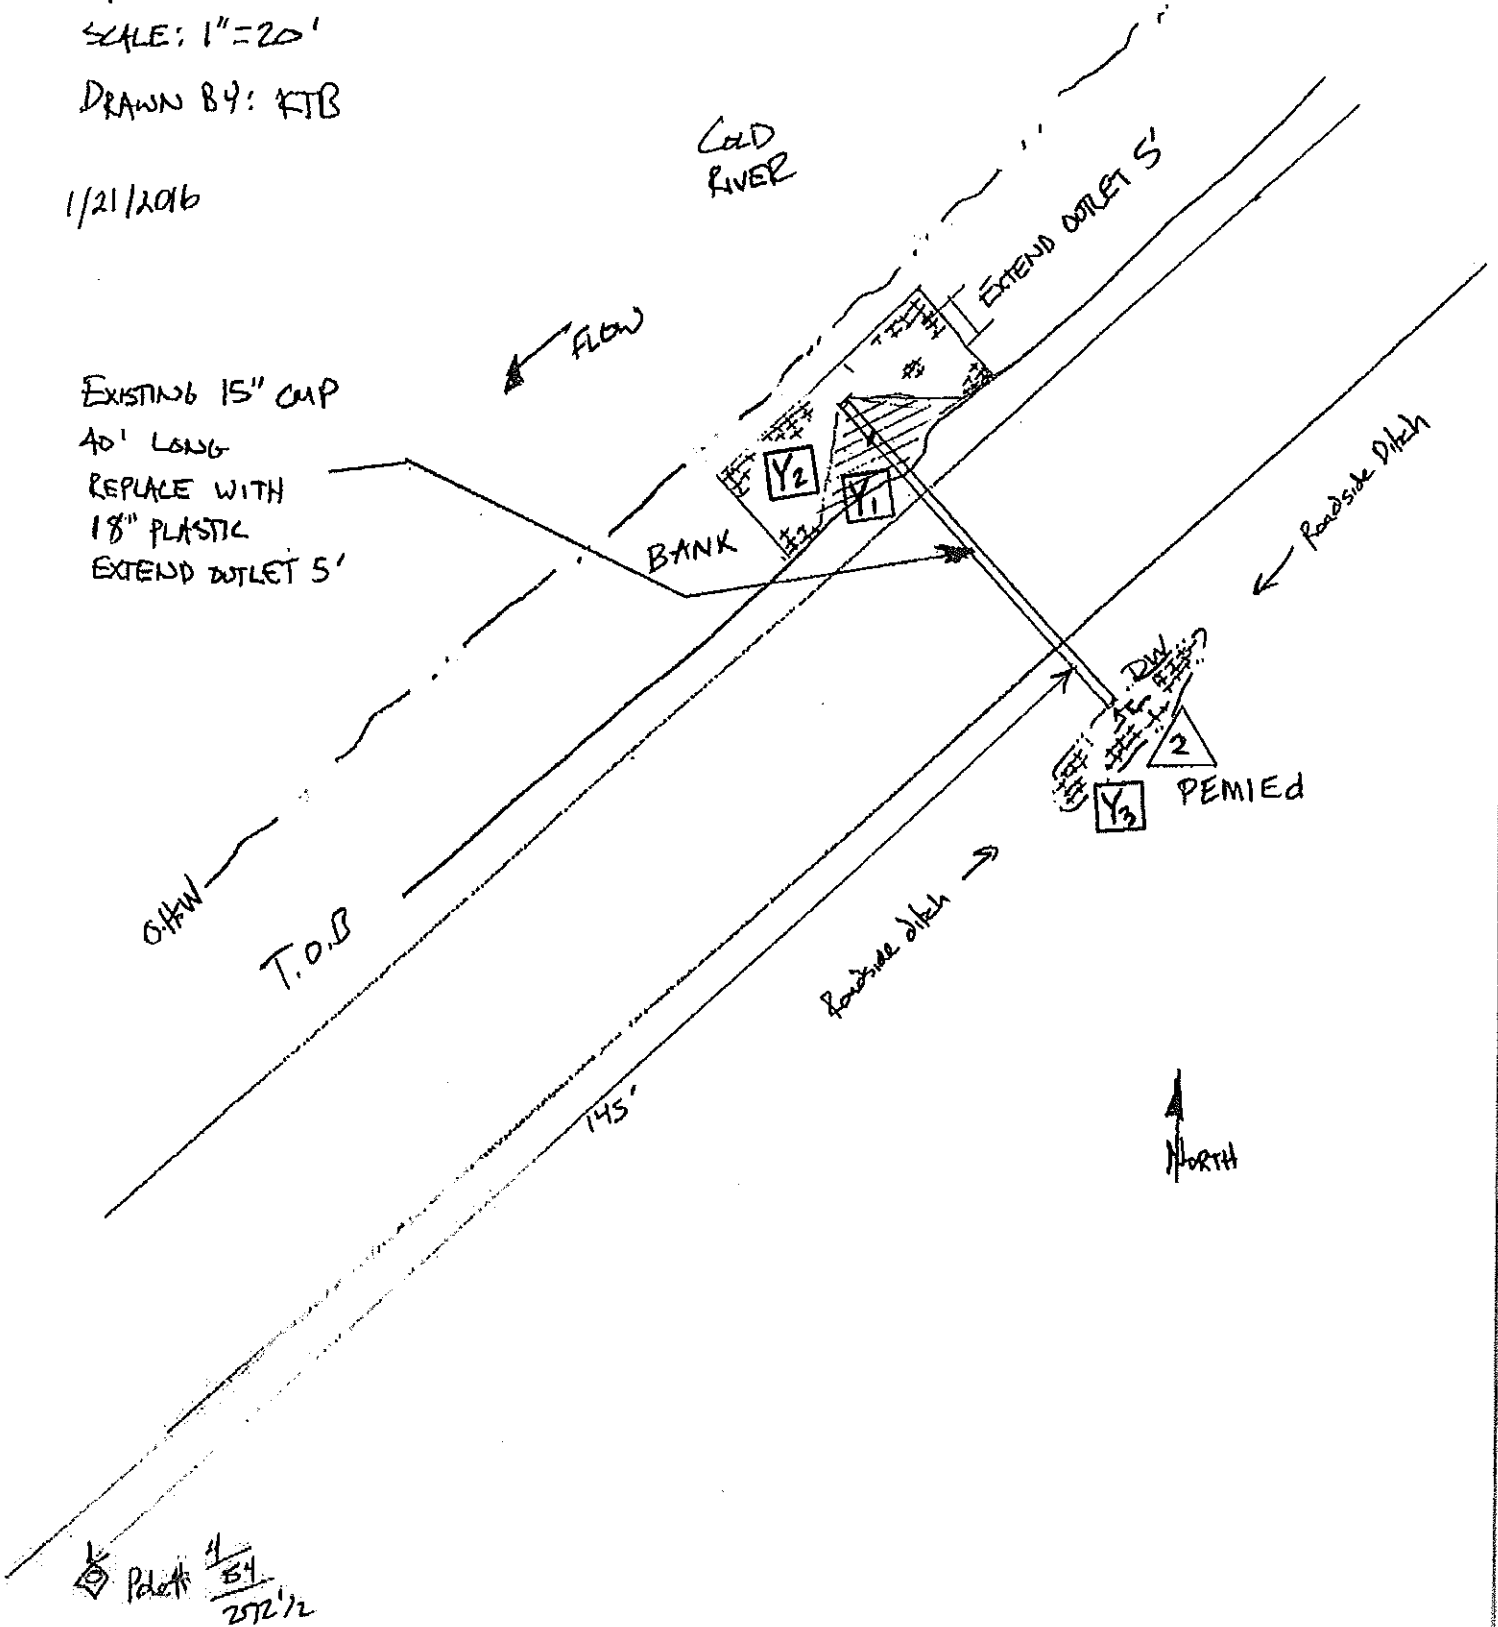 SCALE: 1"=20'
DRAWN BY: KTB
1/21/2016
COLD
RIVER
EXTEND OUTLET 5'
FLOW
EXISTING 15" CMP
40' LONG
REPLACE WITH
18" PLASTIC
EXTEND OUTLET 5'
Y2
Y1
BANK
Roadside Ditch
DW
2
PEM1Ed
Y3
O.H.W
T.O.B
Roadside ditch
145'
NORTH
Pole#